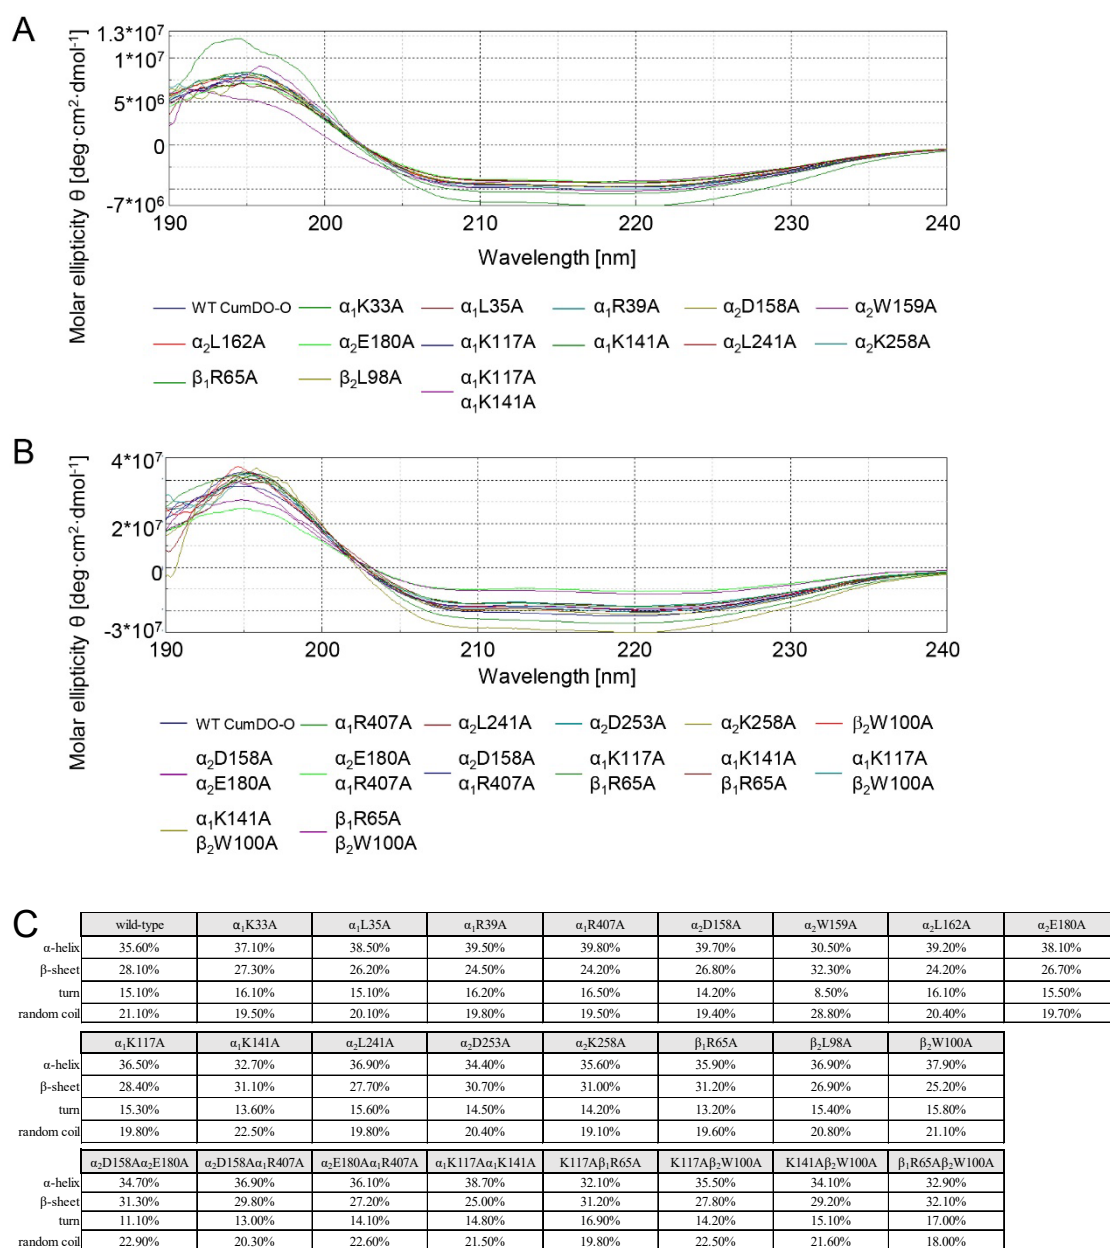 A
Molar ellipticity θ [deg·cm²·dmol⁻¹]
1.3*10⁷
1*10⁷
5*10⁶
0
-7*10⁶
190 200 210 220 230 240
Wavelength [nm]
WT CumDO-O α₁K33A α₁L35A α₁R39A α₂D158A α₂W159A
α₂L162A α₂E180A α₁K117A α₁K141A α₂L241A α₂K258A
β₁R65A β₂L98A α₁K117A
α₁K141A
B
Molar ellipticity θ [deg·cm²·dmol⁻¹]
4*10⁷
2*10⁷
0
-3*10⁷
190 200 210 220 230 240
Wavelength [nm]
WT CumDO-O α₁R407A α₂L241A α₂D253A α₂K258A β₂W100A
α₂D158A α₂E180A α₂D158A α₁K117A α₁K141A α₁K117A
α₂E180A α₁R407A α₁R407A β₁R65A β₁R65A β₂W100A
α₁K141A β₁R65A
β₂W100A β₂W100A
C
wild-type α₁K33A α₁L35A α₁R39A α₁R407A α₂D158A α₂W159A α₂L162A α₂E180A
α-helix 35.60% 37.10% 38.50% 39.50% 39.80% 39.70% 30.50% 39.20% 38.10%
β-sheet 28.10% 27.30% 26.20% 24.50% 24.20% 26.80% 32.30% 24.20% 26.70%
turn 15.10% 16.10% 15.10% 16.20% 16.50% 14.20% 8.50% 16.10% 15.50%
random coil 21.10% 19.50% 20.10% 19.80% 19.50% 19.40% 28.80% 20.40% 19.70%
α₁K117A α₁K141A α₂L241A α₂D253A α₂K258A β₁R65A β₂L98A β₂W100A
α-helix 36.50% 32.70% 36.90% 34.40% 35.60% 35.90% 36.90% 37.90%
β-sheet 28.40% 31.10% 27.70% 30.70% 31.00% 31.20% 26.90% 25.20%
turn 15.30% 13.60% 15.60% 14.50% 14.20% 13.20% 15.40% 15.80%
random coil 19.80% 22.50% 19.80% 20.40% 19.10% 19.60% 20.80% 21.10%
α₂D158Aα₂E180A α₂D158Aα₁R407A α₂E180Aα₁R407A α₁K117Aα₁K141A K117Aβ₁R65A K117Aβ₂W100A K141Aβ₂W100A β₁R65Aβ₂W100A
α-helix 34.70% 36.90% 36.10% 38.70% 32.10% 35.50% 34.10% 32.90%
β-sheet 31.30% 29.80% 27.20% 25.00% 31.20% 27.80% 29.20% 32.10%
turn 11.10% 13.00% 14.10% 14.80% 16.90% 14.20% 15.10% 17.00%
random coil 22.90% 20.30% 22.60% 21.50% 19.80% 22.50% 21.60% 18.00%